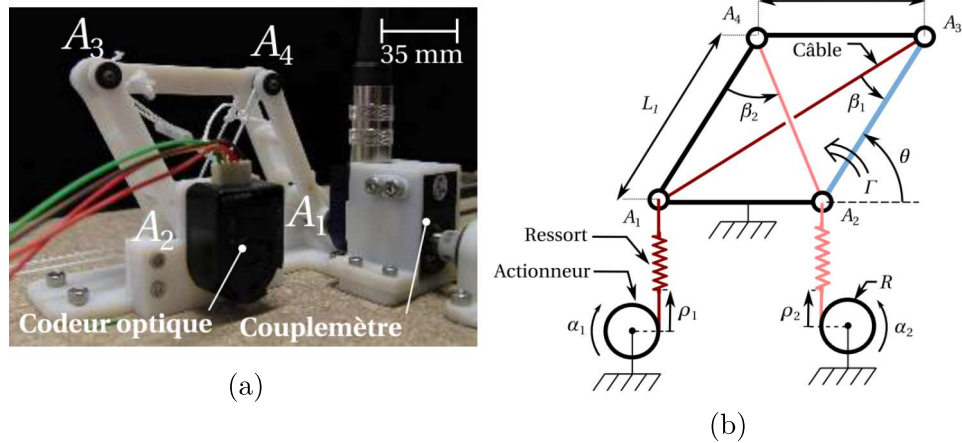 A₃
A₄
35 mm
A₂
A₁
Codeur optique
Couplemètre
(a)
A₄
A₃
Câble
L₁
β₂
β₁
θ
Γ
A₁
A₂
Ressort
Actionneur
R
ρ₁
ρ₂
α₁
α₂
(b)